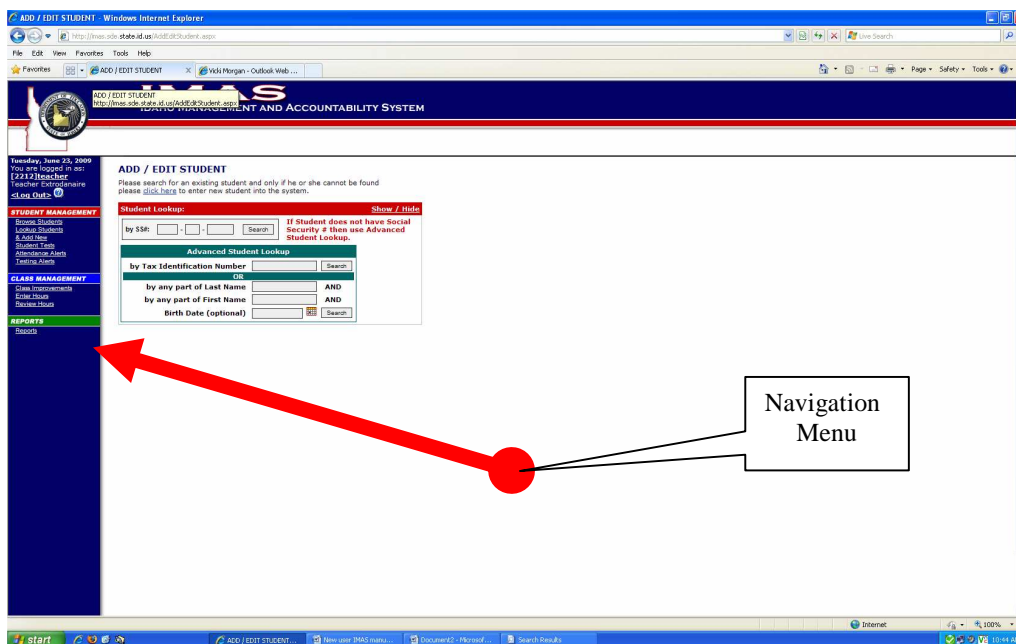 ADD / EDIT STUDENT - Windows Internet Explorer
http://imas.sde.state.id.us/AddEditStudent.aspx
Live Search
File Edit View Favorites Tools Help
Favorites
ADD / EDIT STUDENT X
Vicki Morgan - Outlook Web ...
Page Safety Tools
IMAS
ADD / EDIT STUDENT
http://imas.sde.state.id.us/AddEditStudent.aspx
IDAHO MANAGEMENT AND ACCOUNTABILITY SYSTEM
Tuesday, June 23, 2009
You are logged in as:
[2212]teacher
Teacher Extrodanaire
<Log Out>
STUDENT MANAGEMENT
Browse Students
Lookup Students
& Add New
Student Tests
Attendance Alerts
Testing Alerts
CLASS MANAGEMENT
Class Improvements
Enter Hours
Review Hours
REPORTS
Reports
ADD / EDIT STUDENT
Please search for an existing student and only if he or she cannot be found
please click here to enter new student into the system.
Student Lookup: Show / Hide
by SS#: - - Search
If Student does not have Social
Security # then use Advanced
Student Lookup.
Advanced Student Lookup
by Tax Identification Number Search
OR
by any part of Last Name AND
by any part of First Name AND
Birth Date (optional) Search
Navigation
Menu
Internet 100%
start
ADD / EDIT STUDENT...
New user IMAS manu...
Document2 - Microsof...
Search Results
10:44 A